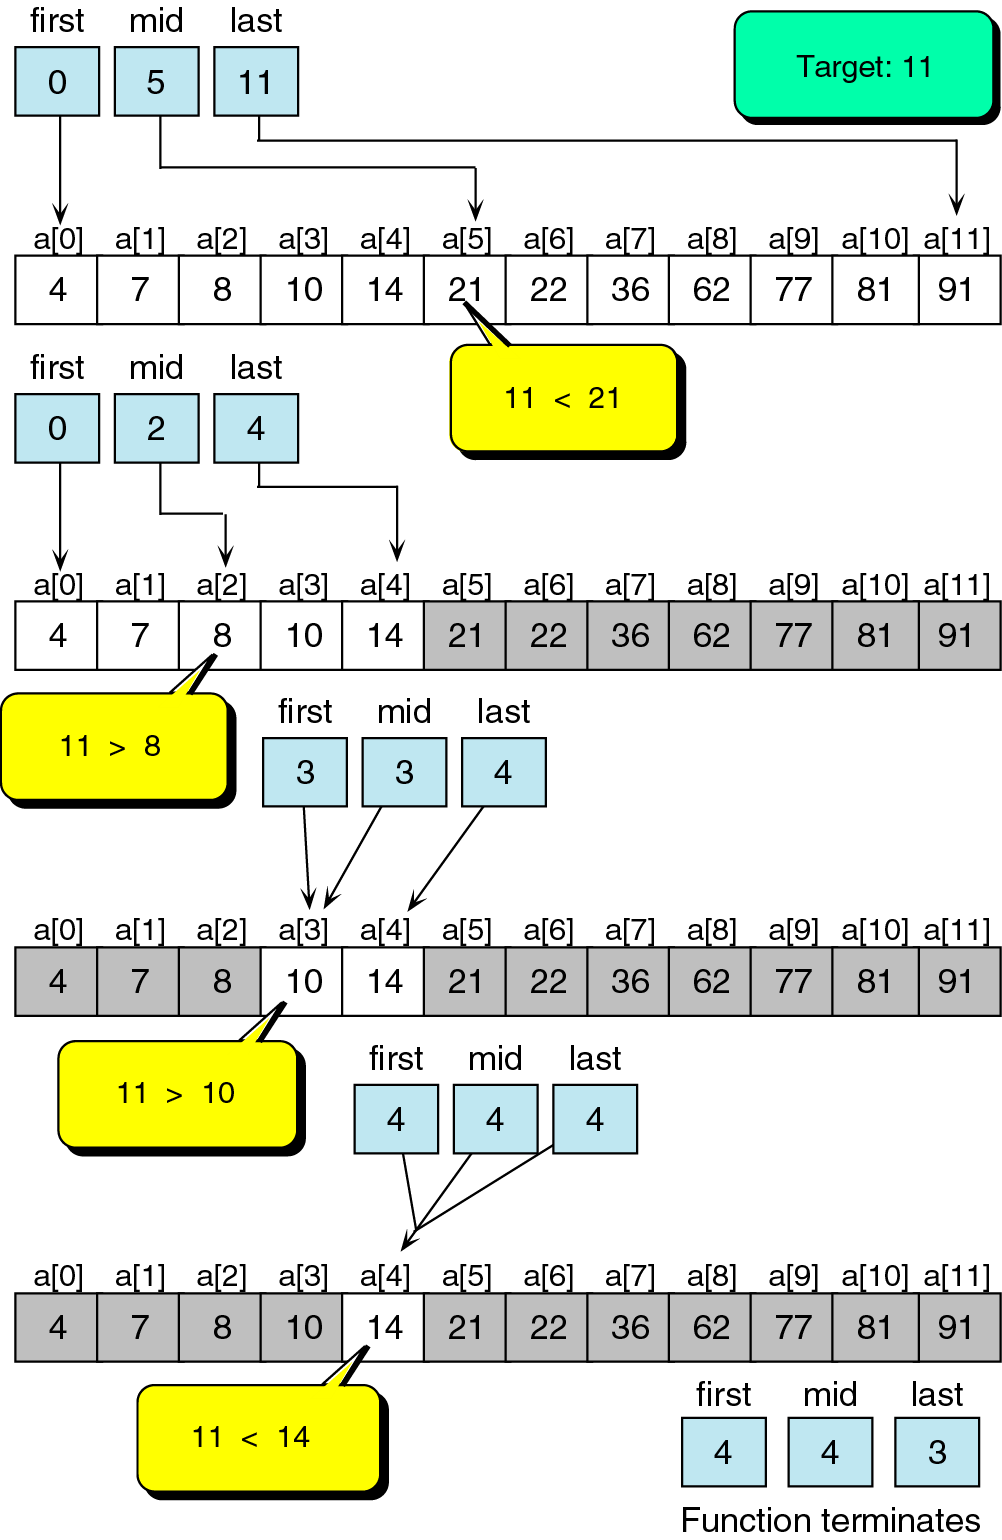 first mid last
0 5 11
Target: 11
a[0] a[1] a[2] a[3] a[4] a[5] a[6] a[7] a[8] a[9] a[10] a[11]
4 7 8 10 14 21 22 36 62 77 81 91
11 < 21
first mid last
0 2 4
a[0] a[1] a[2] a[3] a[4] a[5] a[6] a[7] a[8] a[9] a[10] a[11]
4 7 8 10 14 21 22 36 62 77 81 91
11 > 8
first mid last
3 3 4
a[0] a[1] a[2] a[3] a[4] a[5] a[6] a[7] a[8] a[9] a[10] a[11]
4 7 8 10 14 21 22 36 62 77 81 91
11 > 10
first mid last
4 4 4
a[0] a[1] a[2] a[3] a[4] a[5] a[6] a[7] a[8] a[9] a[10] a[11]
4 7 8 10 14 21 22 36 62 77 81 91
11 < 14
first mid last
4 4 3
Function terminates